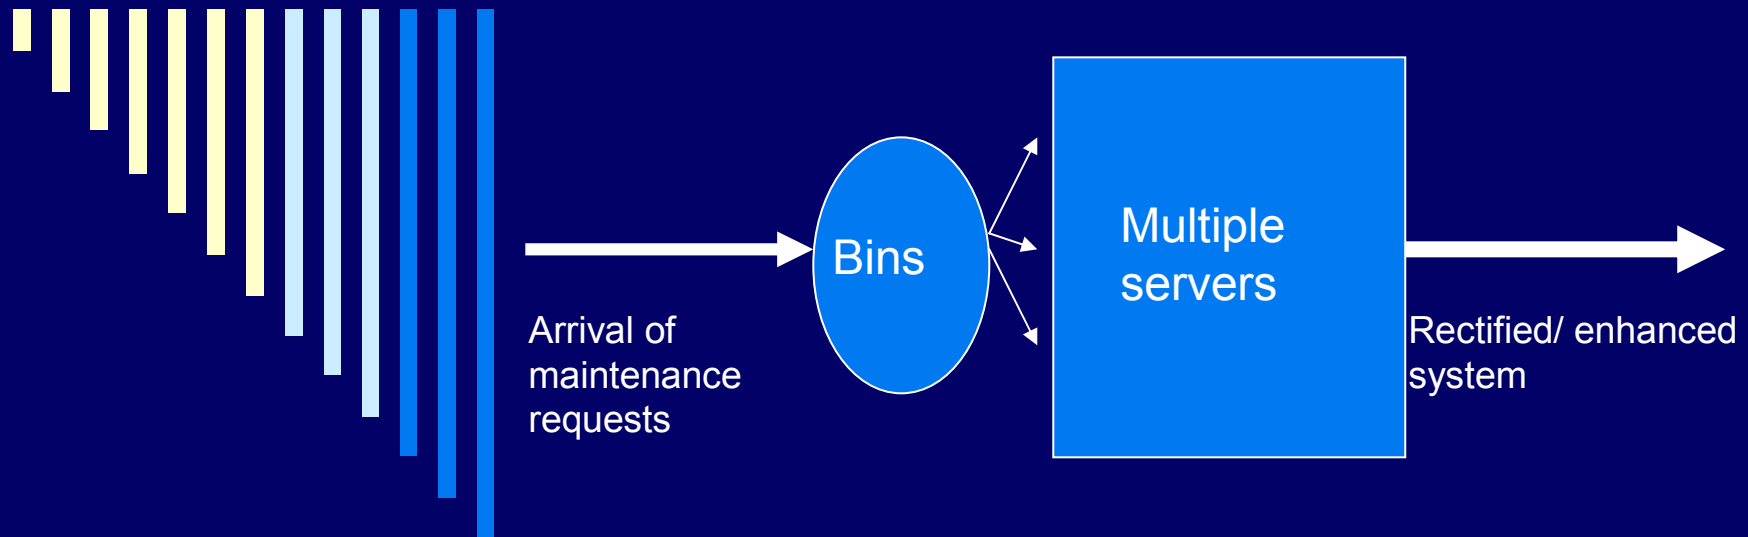 Bins
Multiple
servers
Arrival of
maintenance
requests
Rectified/ enhanced
system